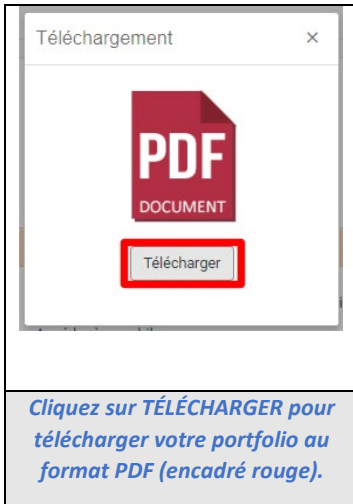 Téléchargement ×
PDF
DOCUMENT
Télécharger
Cliquez sur TÉLÉCHARGER pour
télécharger votre portfolio au
format PDF (encadré rouge).